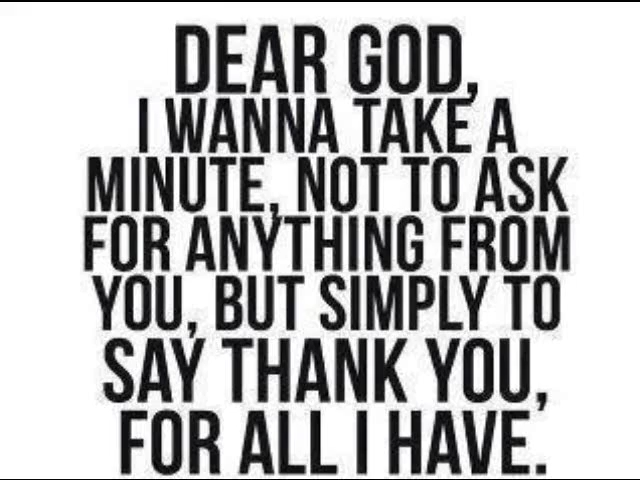 DEAR GOD,
I WANNA TAKE A
MINUTE, NOT TO ASK
FOR ANYTHING FROM
YOU, BUT SIMPLY TO
SAY THANK YOU,
FOR ALL I HAVE.